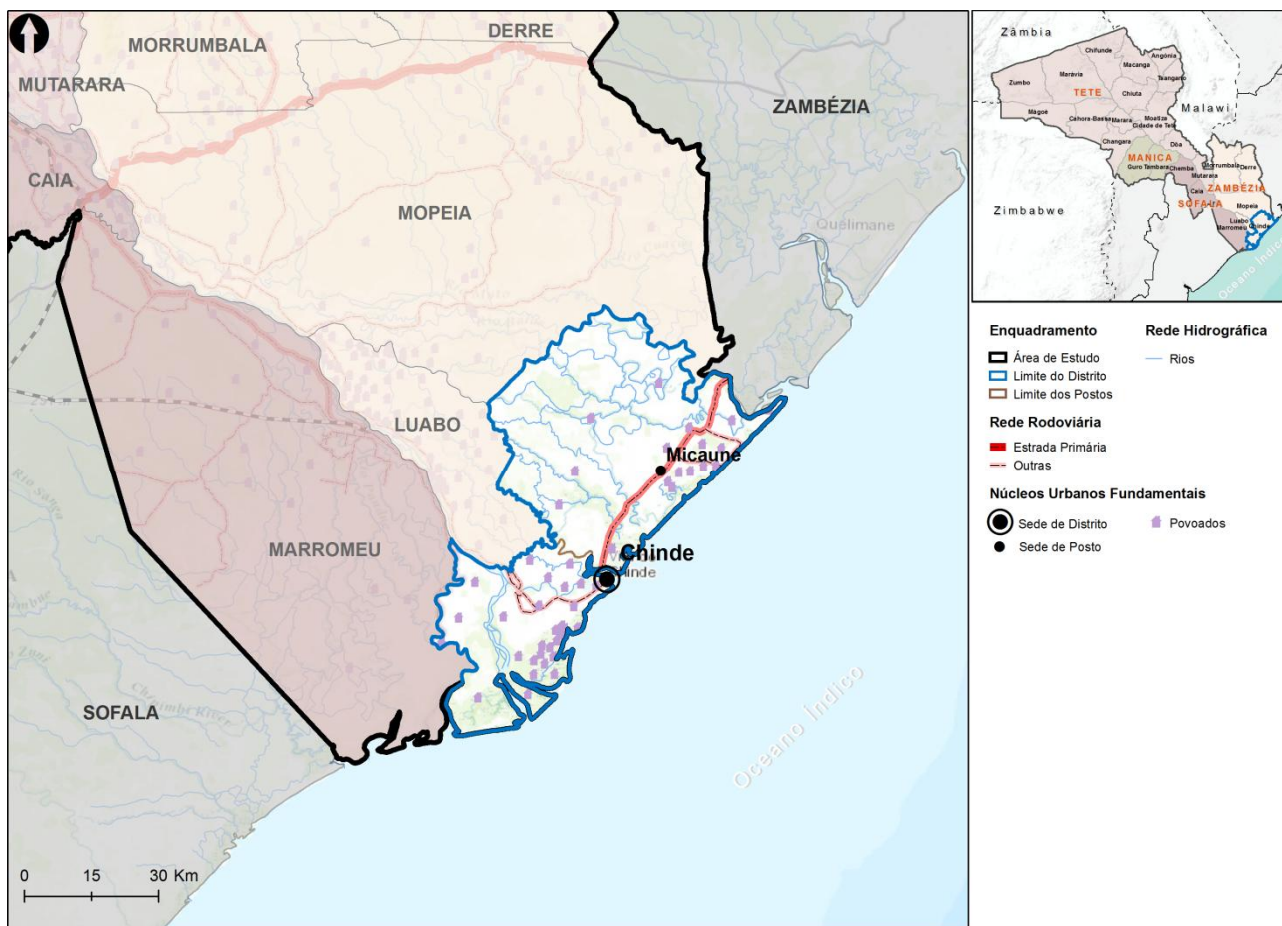 MORRUMBALA
DERRE
MUTARARA
ZAMBÉZIA
CAIA
MOPEIA
Quelimane
LUABO
Micaune
MARROMEU
Chinde
SOFALA
Oceano Índico
0 15 30 Km
Zâmbia
Chifunde
Angónia
Macanga
Tsangano
Zumbo
Marávia
TETE
Chiuta
Malawi
Magoé
Cahora-Bassa
Marara
Moatize
Cidade de Tete
Changara
Dôa
MANICA
Morrumbala
Derre
Guro
Tambara
Chemba
Mutarara
ZAMBÉZIA
Caia
SOFALA
Mopeia
Zimbabwe
Luabo
Chinde
Marromeu
Oceano Índico
Enquadramento
Área de Estudo
Limite do Distrito
Limite dos Postos
Rede Rodoviária
Estrada Primária
Outras
Núcleos Urbanos Fundamentais
Sede de Distrito
Sede de Posto
Rede Hidrográfica
Rios
Povoados